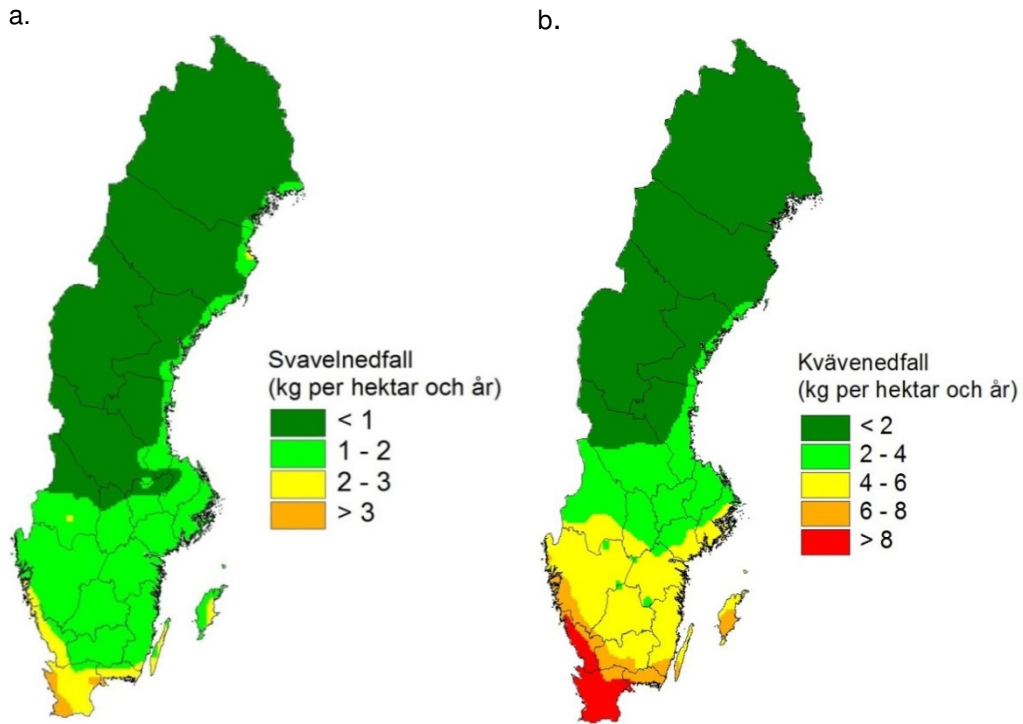 a.
b.
Svavelnedfall
(kg per hektar och år)
< 1
1 - 2
2 - 3
> 3
Kvävenedfall
(kg per hektar och år)
< 2
2 - 4
4 - 6
6 - 8
> 8